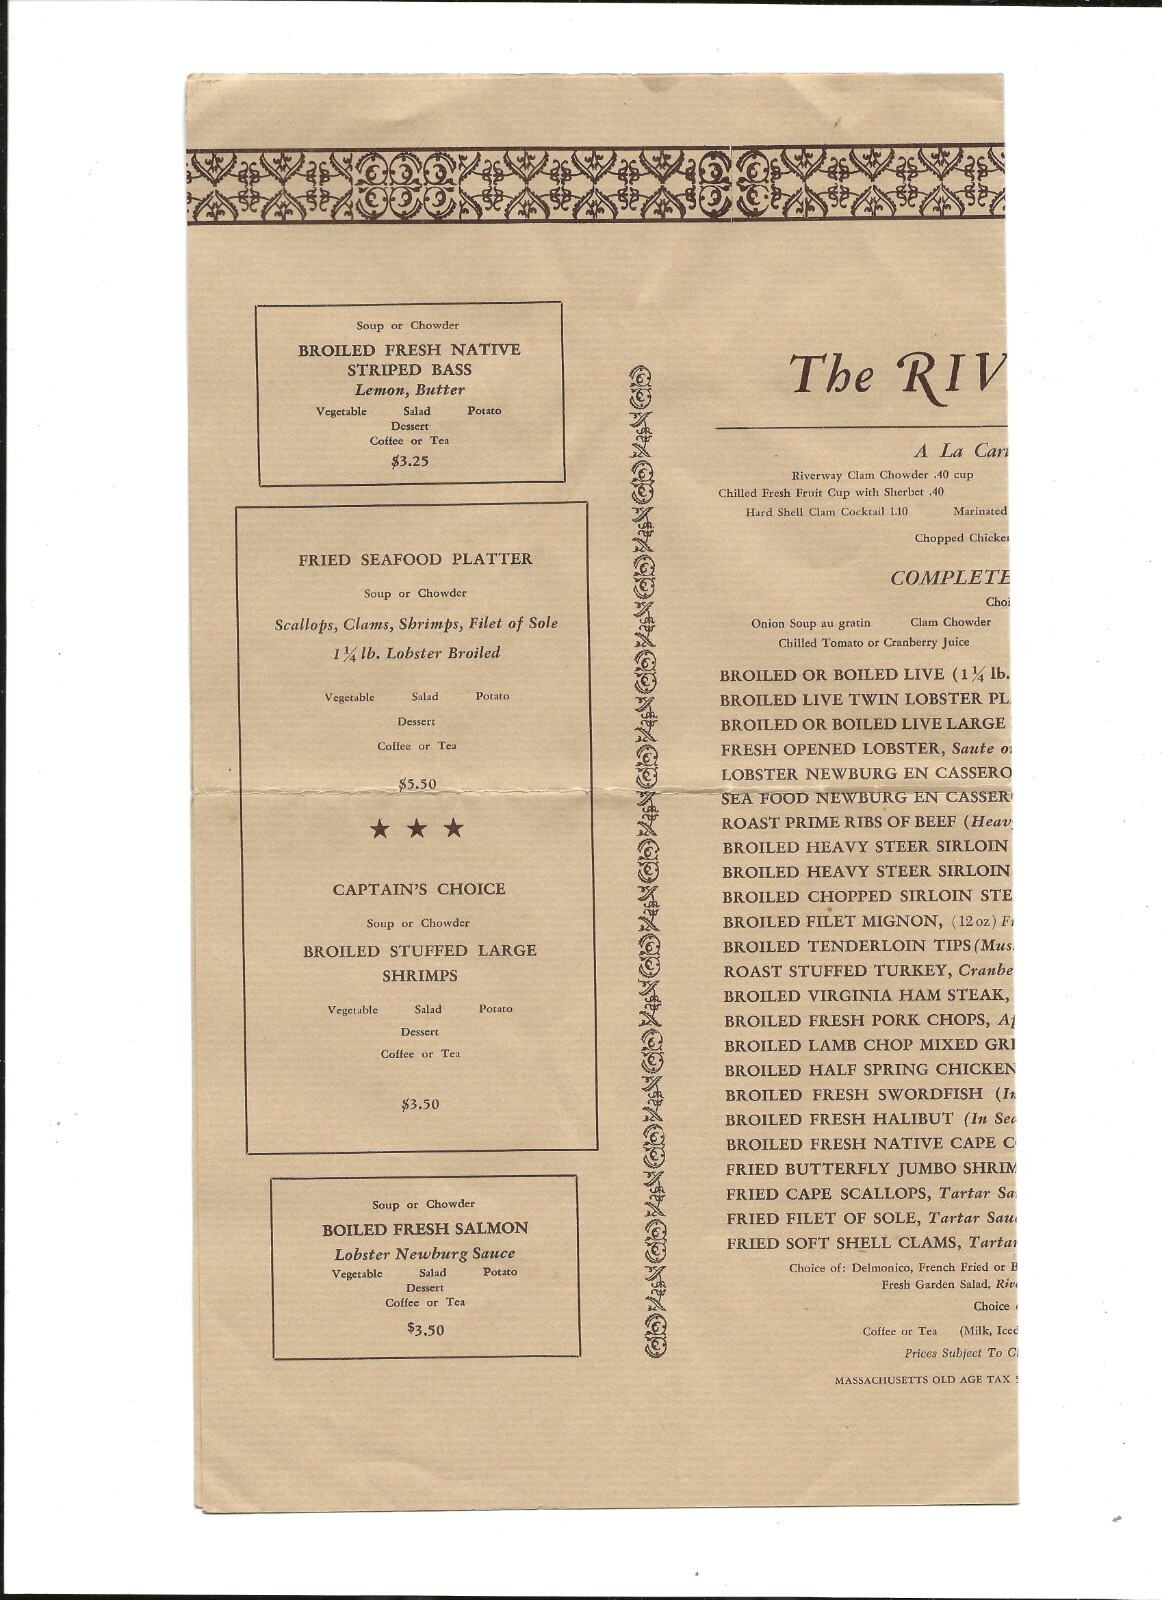 Soup or Chowder
BROILED FRESH NATIVE
STRIPED BASS
Lemon, Butter
Vegetable Salad Potato
Dessert
Coffee or Tea
$3.25
FRIED SEAFOOD PLATTER
Soup or Chowder
Scallops, Clams, Shrimps, Filet of Sole
1¼ lb. Lobster Broiled
Vegetable Salad Potato
Dessert
Coffee or Tea
$5.50
★ ★ ★
CAPTAIN'S CHOICE
Soup or Chowder
BROILED STUFFED LARGE
SHRIMPS
Vegetable Salad Potato
Dessert
Coffee or Tea
$3.50
Soup or Chowder
BOILED FRESH SALMON
Lobster Newburg Sauce
Vegetable Salad Potato
Dessert
Coffee or Tea
$3.50
The RIV
A La Cart
Riverway Clam Chowder .40 cup
Chilled Fresh Fruit Cup with Sherbet .40
Hard Shell Clam Cocktail 1.10 Marinated
Chopped Chicken
COMPLETE
Choi
Onion Soup au gratin Clam Chowder
Chilled Tomato or Cranberry Juice
BROILED OR BOILED LIVE (1¼ lb.
BROILED LIVE TWIN LOBSTER PL
BROILED OR BOILED LIVE LARGE
FRESH OPENED LOBSTER, Saute o
LOBSTER NEWBURG EN CASSERO
SEA FOOD NEWBURG EN CASSER
ROAST PRIME RIBS OF BEEF (Heav
BROILED HEAVY STEER SIRLOIN
BROILED HEAVY STEER SIRLOIN
BROILED CHOPPED SIRLOIN STE
BROILED FILET MIGNON, (12 oz) F
BROILED TENDERLOIN TIPS (Mus
ROAST STUFFED TURKEY, Cranbe
BROILED VIRGINIA HAM STEAK,
BROILED FRESH PORK CHOPS, Ap
BROILED LAMB CHOP MIXED GRI
BROILED HALF SPRING CHICKEN
BROILED FRESH SWORDFISH (In
BROILED FRESH HALIBUT (In Sea
BROILED FRESH NATIVE CAPE C
FRIED BUTTERFLY JUMBO SHRIM
FRIED CAPE SCALLOPS, Tartar Sa
FRIED FILET OF SOLE, Tartar Sau
FRIED SOFT SHELL CLAMS, Tartar
Choice of: Delmonico, French Fried or B
Fresh Garden Salad, Riv
Choice
Coffee or Tea (Milk, Iced
Prices Subject To C
MASSACHUSETTS OLD AGE TAX